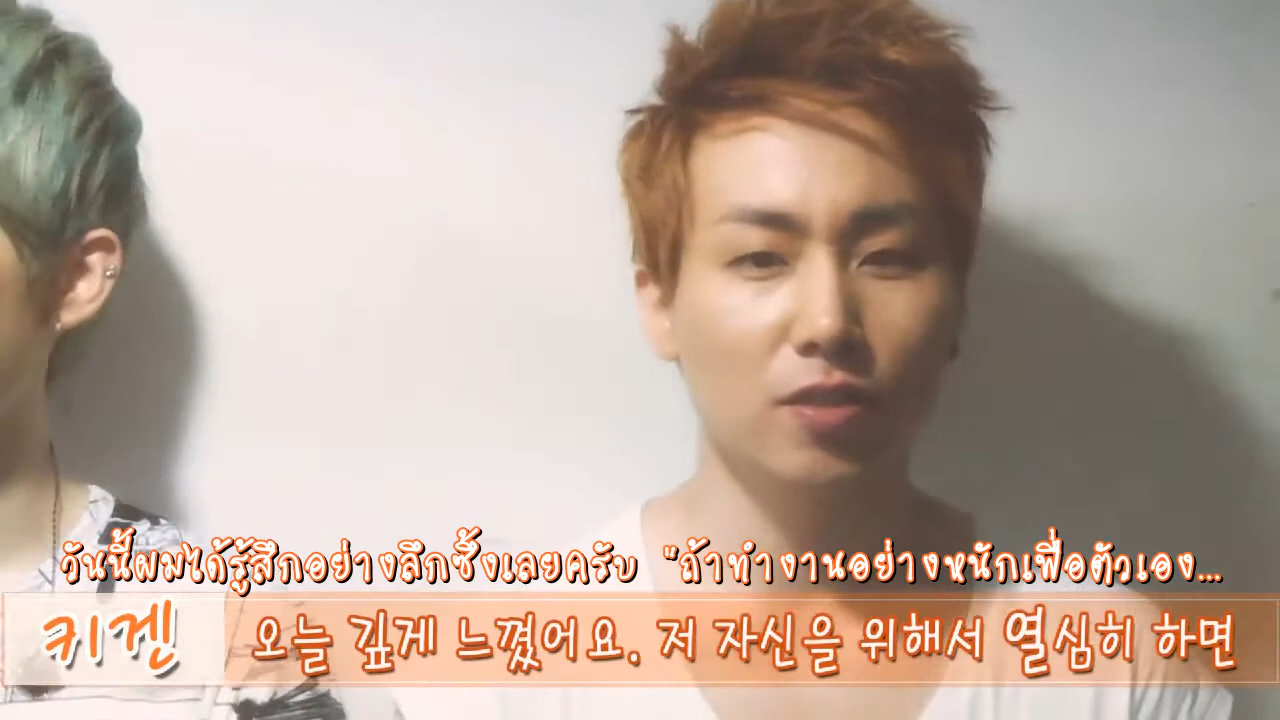 วันนี้ผมได้รู้สึกอย่างลึกซึ้งเลยครับ "ถ้าทำงานอย่างหนักเพื่อตัวเอง...
키겐 오늘 깊게 느꼈어요. 저 자신을 위해서 열심히 하면